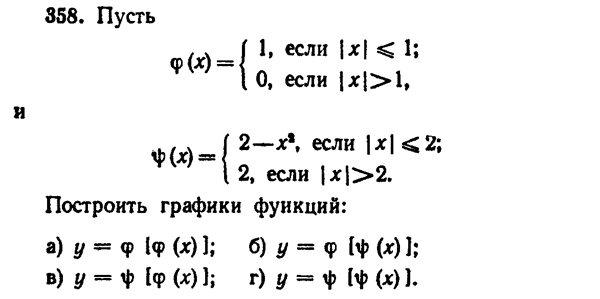 358. Пусть
φ(x) = { 1, если |x| ⩽ 1;
0, если |x| > 1,
и
ψ(x) = { 2—x², если |x| ⩽ 2;
2, если |x| > 2.
Построить графики функций:
а) y = φ [φ (x)]; б) y = φ [ψ (x)];
в) y = ψ [φ (x)]; г) y = ψ [ψ (x)].